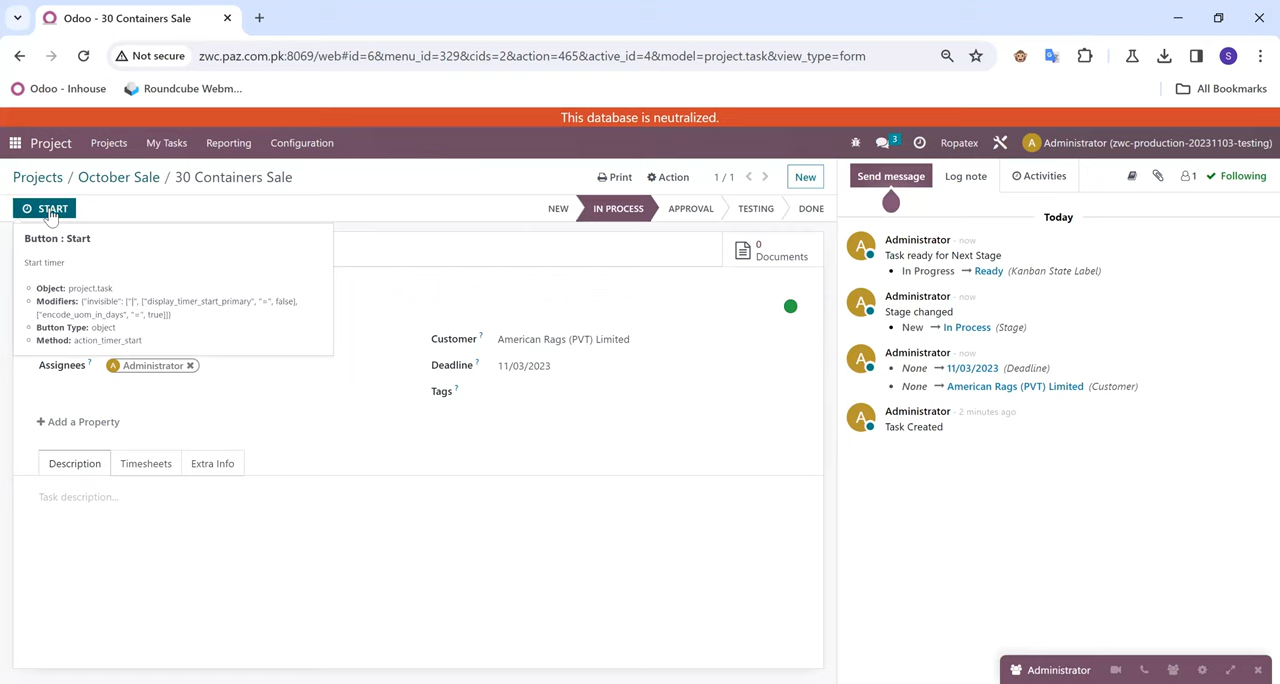 Odoo - 30 Containers Sale
Not secure
zwc.paz.com.pk:8069/web#id=6&menu_id=329&cids=2&action=465&active_id=4&model=project.task&view_type=form
S
Odoo - Inhouse
Roundcube Webm...
All Bookmarks
This database is neutralized.
Project
Projects
My Tasks
Reporting
Configuration
3
Ropatex
A
Administrator (zwc-production-20231103-testing)
Projects / October Sale / 30 Containers Sale
Print
Action
1 / 1
New
Send message
Log note
Activities
1
Following
START
NEW
IN PROCESS
APPROVAL
TESTING
DONE
Button : Start
Start timer
Object: project.task
Modifiers: {"invisible": ["|", ["display_timer_start_primary", "=", false],
["encode_uom_in_days", "=", true]]}
Button Type: object
Method: action_timer_start
0
Documents
Customer ?
American Rags (PVT) Limited
Assignees ?
A
Administrator
Deadline ?
11/03/2023
Tags ?
Add a Property
Description
Timesheets
Extra Info
Task description...
Today
A
Administrator - now
Task ready for Next Stage
In Progress → Ready (Kanban State Label)
A
Administrator - now
Stage changed
New → In Process (Stage)
A
Administrator - now
None → 11/03/2023 (Deadline)
None → American Rags (PVT) Limited (Customer)
A
Administrator - 2 minutes ago
Task Created
Administrator